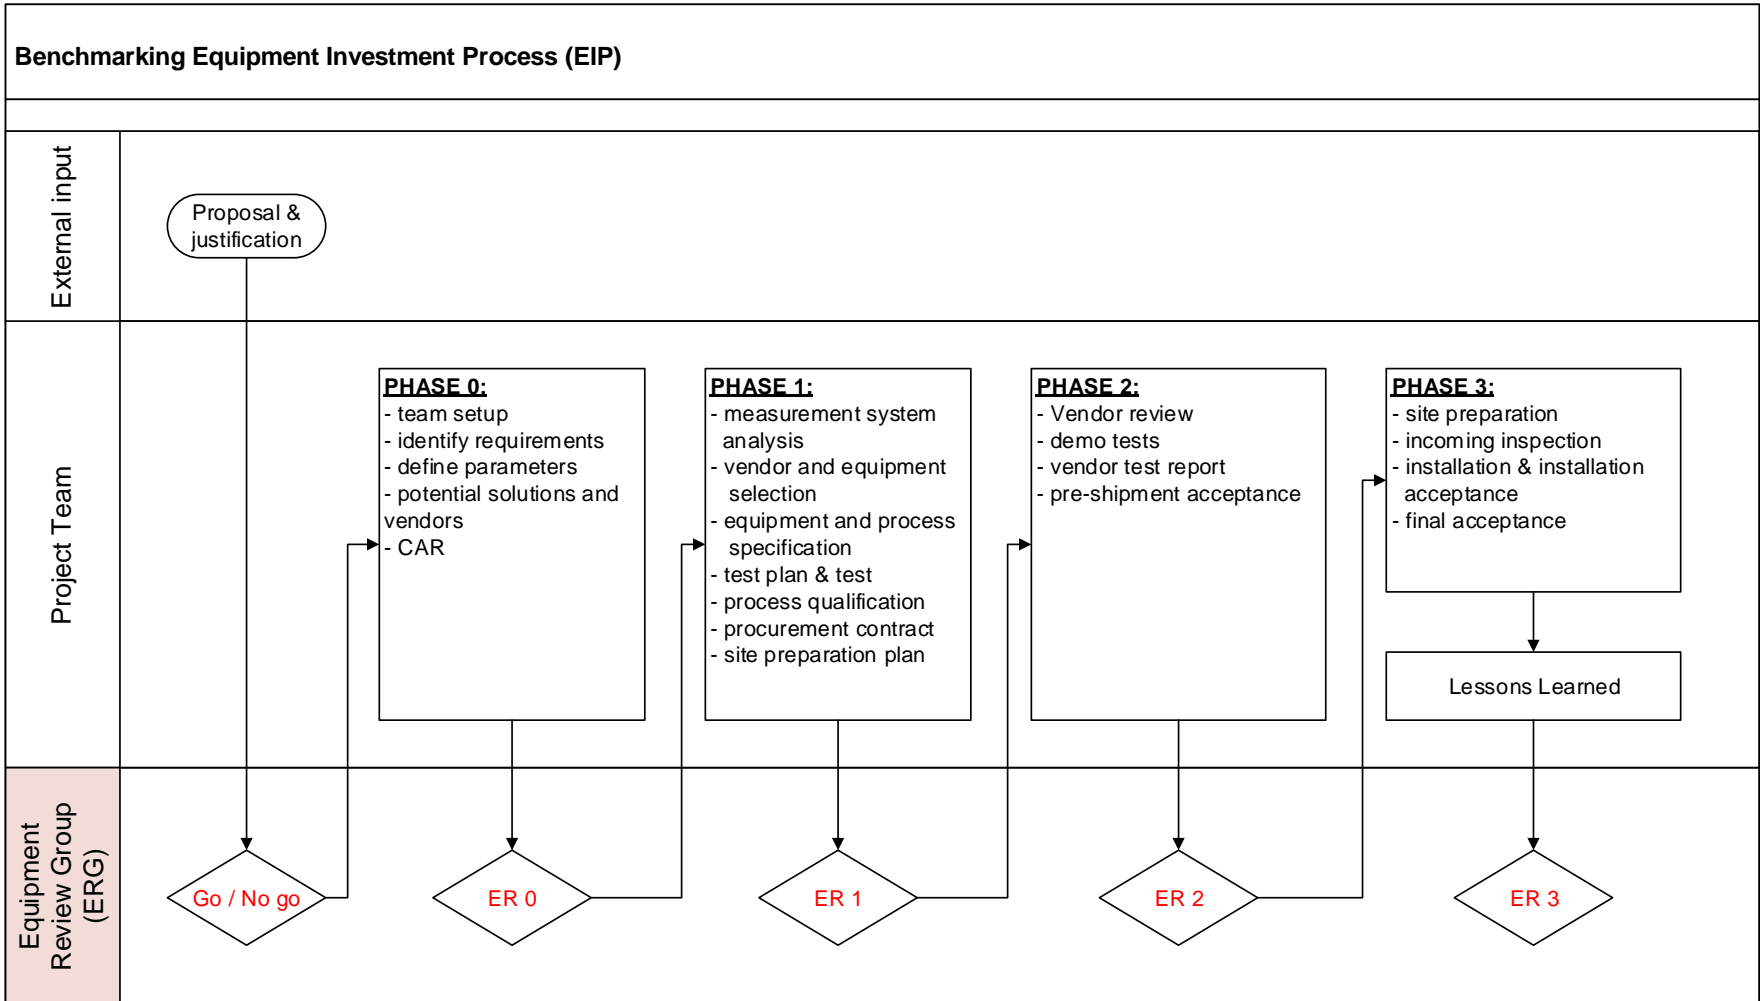 Benchmarking Equipment Investment Process (EIP)
External input
Proposal &
justification
Project Team
PHASE 0:
- team setup
- identify requirements
- define parameters
- potential solutions and
vendors
- CAR
PHASE 1:
- measurement system
analysis
- vendor and equipment
selection
- equipment and process
specification
- test plan & test
- process qualification
- procurement contract
- site preparation plan
PHASE 2:
- Vendor review
- demo tests
- vendor test report
- pre-shipment acceptance
PHASE 3:
- site preparation
- incoming inspection
- installation & installation
acceptance
- final acceptance
Lessons Learned
Equipment
Review Group
(ERG)
Go / No go
ER 0
ER 1
ER 2
ER 3